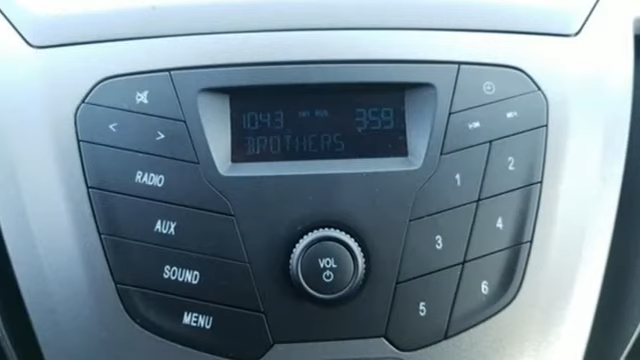 1043 359
BROTHERS
< >
RADIO
AUX
SOUND
MENU
VOL
1 2
3 4
5 6